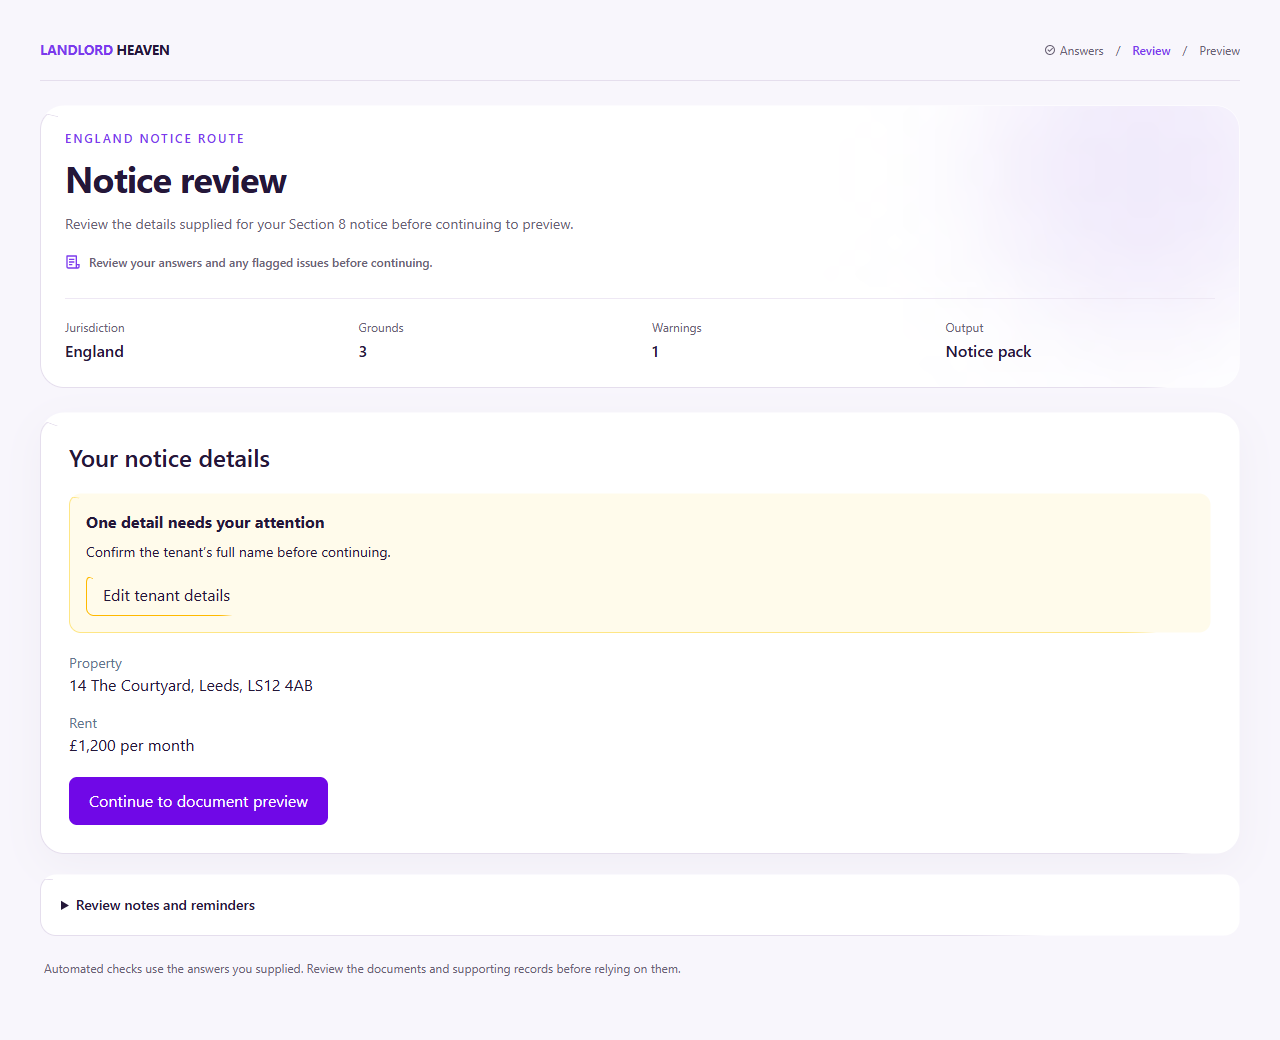 LANDLORD HEAVEN
Answers / Review / Preview
ENGLAND NOTICE ROUTE
Notice review
Review the details supplied for your Section 8 notice before continuing to preview.
Review your answers and any flagged issues before continuing.
Jurisdiction Grounds Warnings Output
England 3 1 Notice pack
Your notice details
One detail needs your attention
Confirm the tenant's full name before continuing.
Edit tenant details
Property
14 The Courtyard, Leeds, LS12 4AB
Rent
£1,200 per month
Continue to document preview
Review notes and reminders
Automated checks use the answers you supplied. Review the documents and supporting records before relying on them.